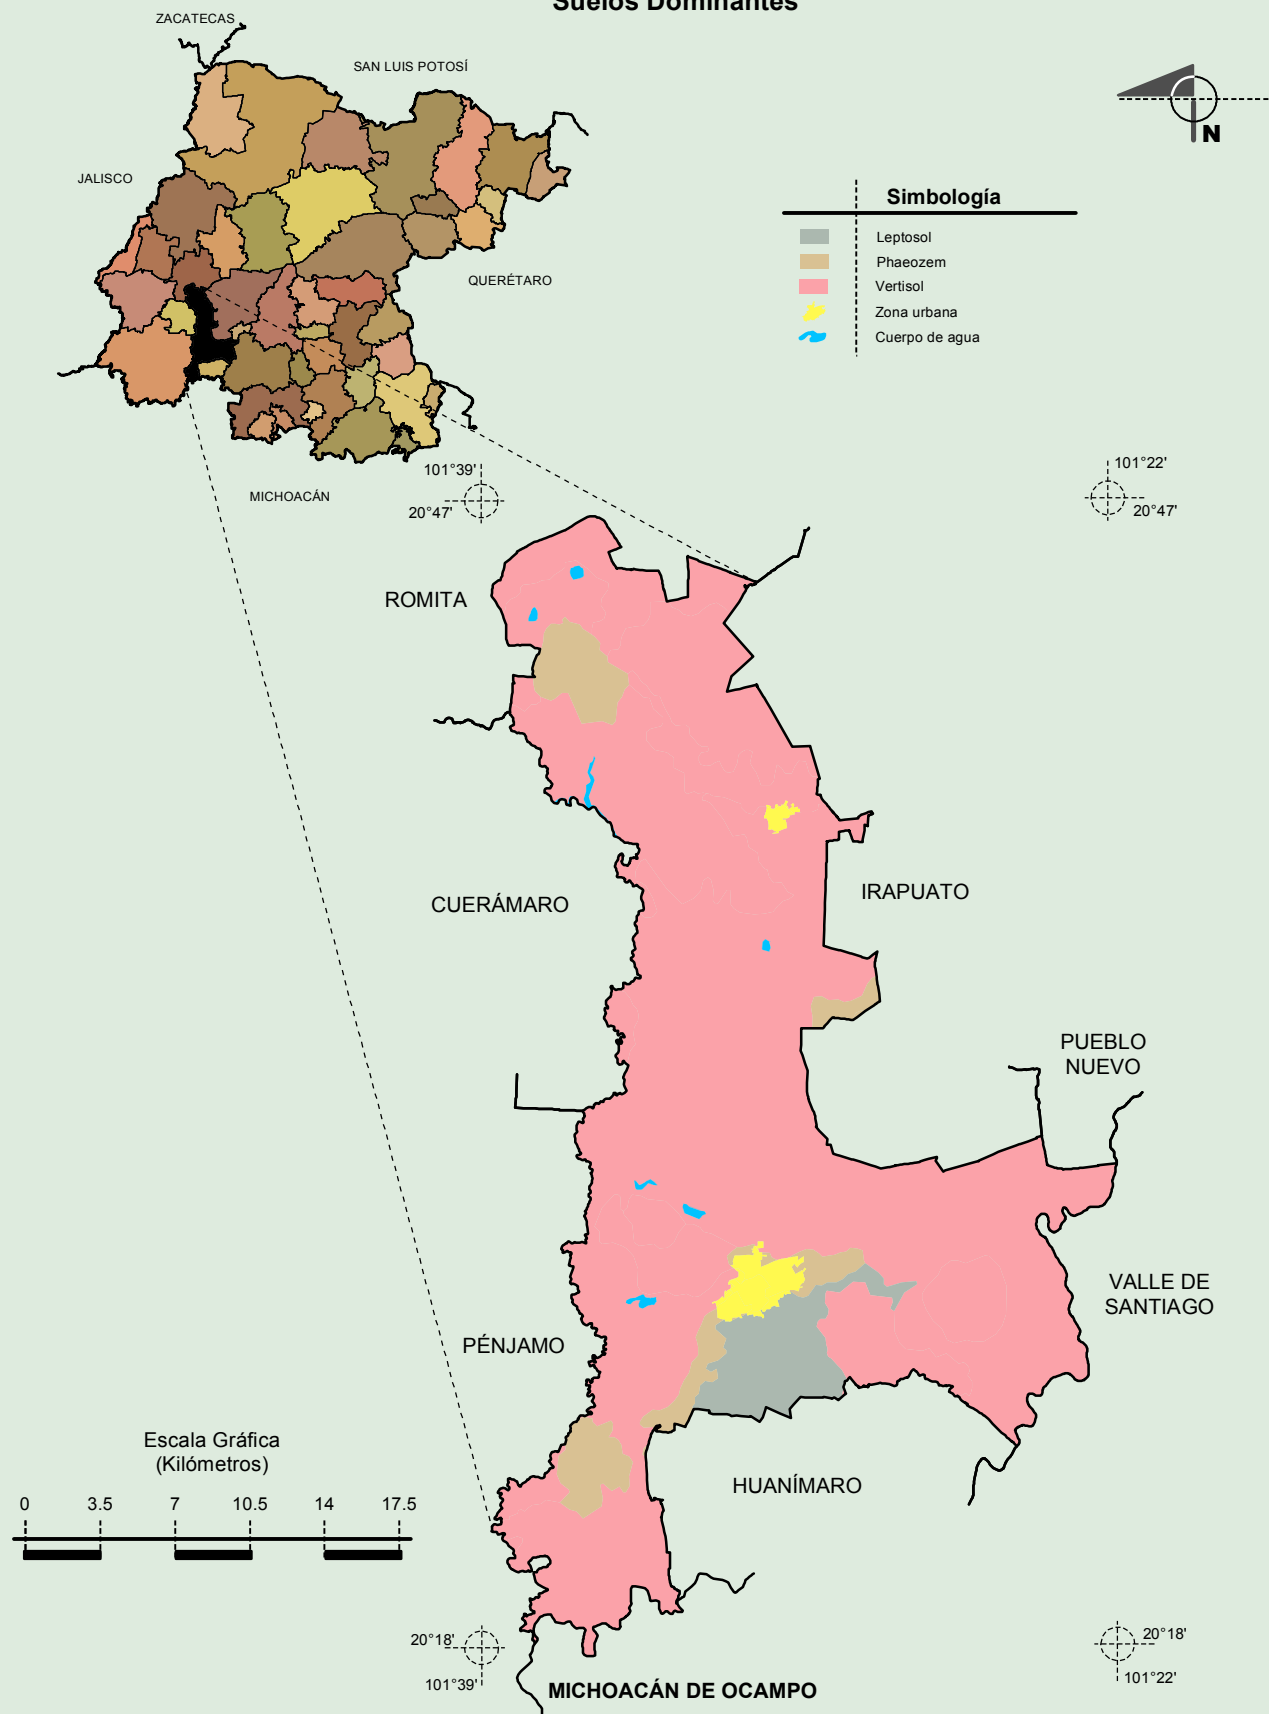 Suelos Dominantes
ZACATECAS
SAN LUIS POTOSÍ
JALISCO
QUERÉTARO
MICHOACÁN
N
Simbología
Leptosol
Phaeozem
Vertisol
Zona urbana
Cuerpo de agua
101°39'
20°47'
101°22'
20°47'
ROMITA
CUERÁMARO
IRAPUATO
PUEBLO
NUEVO
VALLE DE
SANTIAGO
PÉNJAMO
HUANÍMARO
Escala Gráfica
(Kilómetros)
0 3.5 7 10.5 14 17.5
20°18'
101°39'
20°18'
101°22'
MICHOACÁN DE OCAMPO